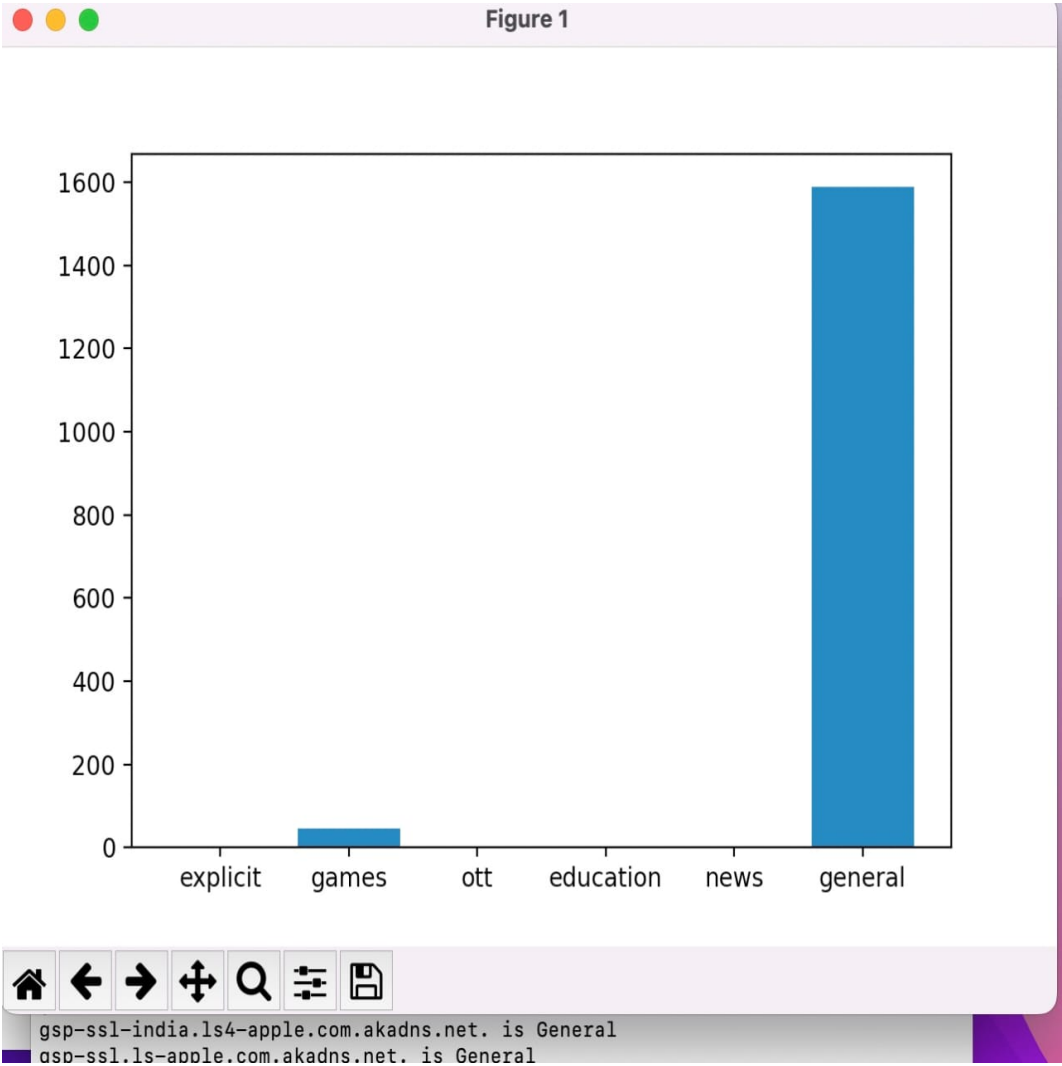 Figure 1
1600
1400
1200
1000
800
600
400
200
0
explicit games ott education news general
gsp-ssl-india.ls4-apple.com.akadns.net. is General
gsp-ssl.ls-apple.com.akadns.net. is General